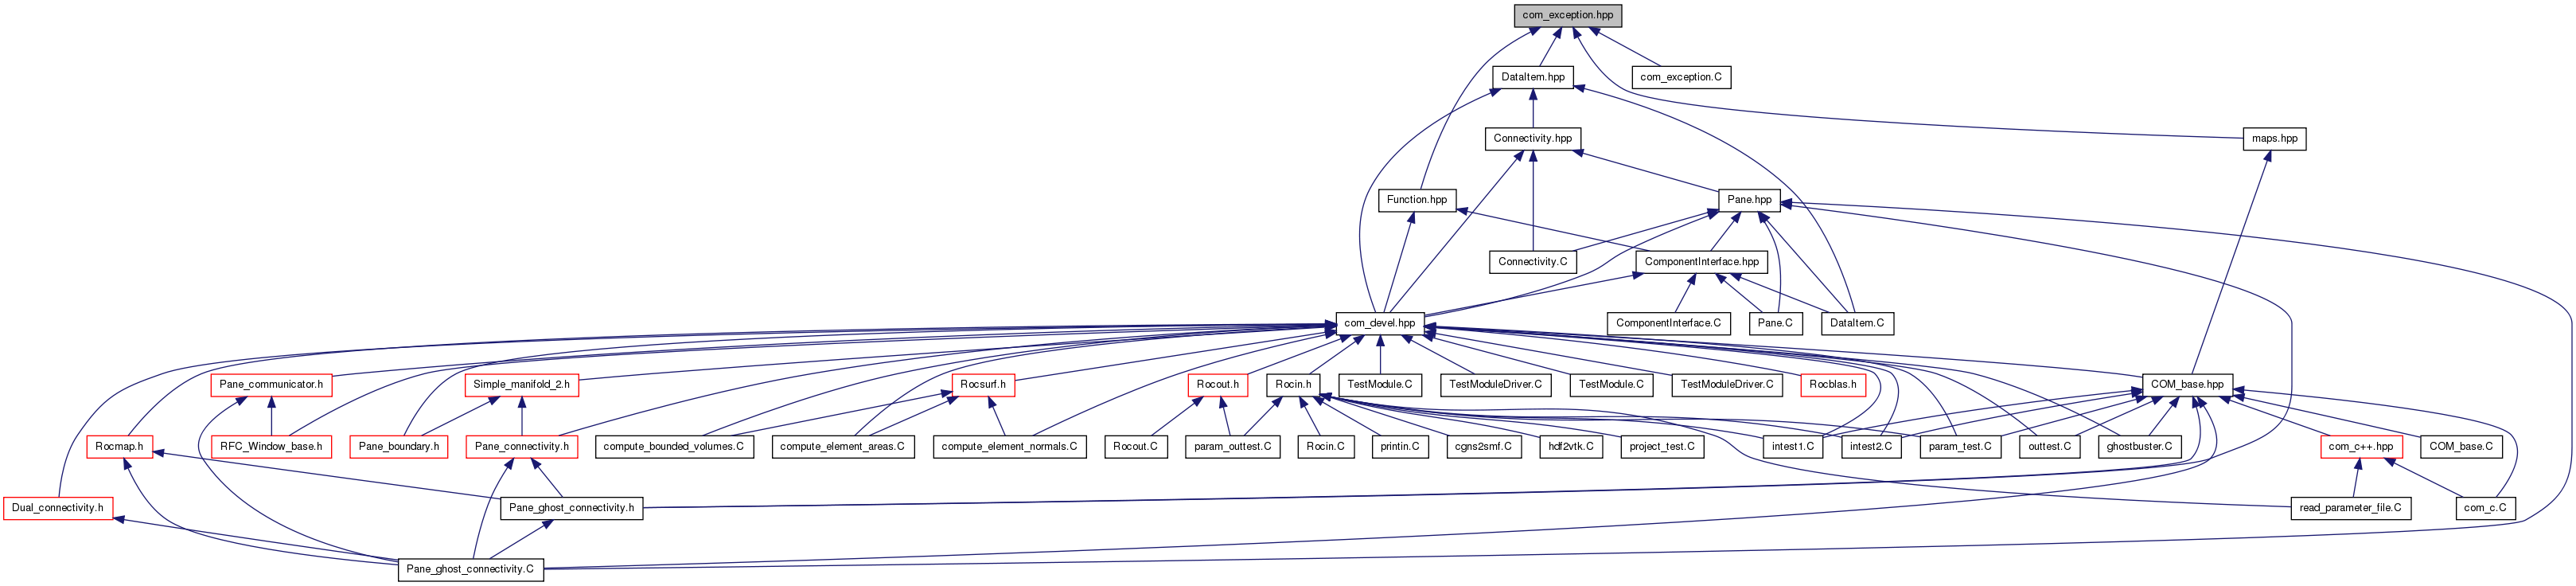 com_exception.hpp
DataItem.hpp
com_exception.C
Connectivity.hpp
maps.hpp
Function.hpp
Pane.hpp
Connectivity.C
ComponentInterface.hpp
com_devel.hpp
ComponentInterface.C
Pane.C
DataItem.C
Pane_communicator.h
Simple_manifold_2.h
Rocsurf.h
Rocout.h
Rocin.h
TestModule.C
TestModuleDriver.C
TestModule.C
TestModuleDriver.C
Rocblas.h
COM_base.hpp
Rocmap.h
RFC_Window_base.h
Pane_boundary.h
Pane_connectivity.h
compute_bounded_volumes.C
compute_element_areas.C
compute_element_normals.C
Rocout.C
param_outtest.C
Rocin.C
printin.C
cgns2smf.C
hdf2vtk.C
project_test.C
intest1.C
intest2.C
param_test.C
outtest.C
ghostbuster.C
com_c++.hpp
COM_base.C
Dual_connectivity.h
Pane_ghost_connectivity.h
read_parameter_file.C
com_c.C
Pane_ghost_connectivity.C